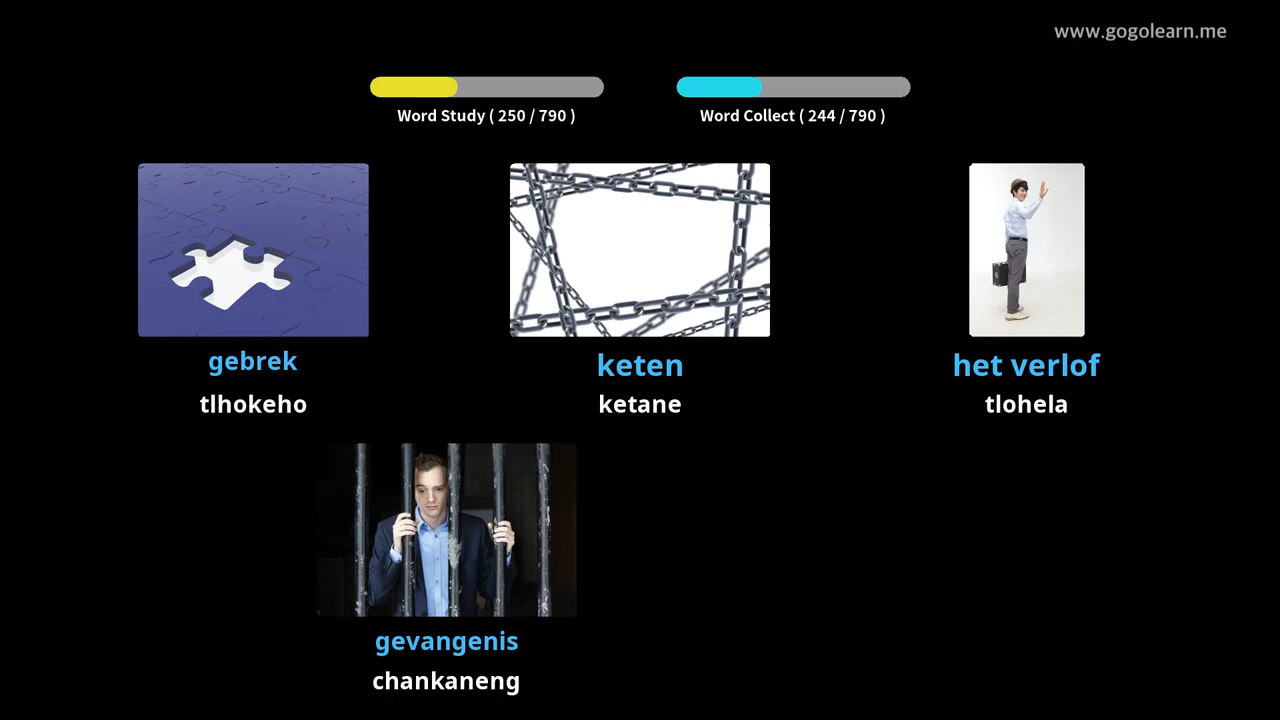 www.gogolearn.me
Word Study ( 250 / 790 )
Word Collect ( 244 / 790 )
gebrek
tlhokeho
keten
ketane
het verlof
tlohela
gevangenis
chankaneng